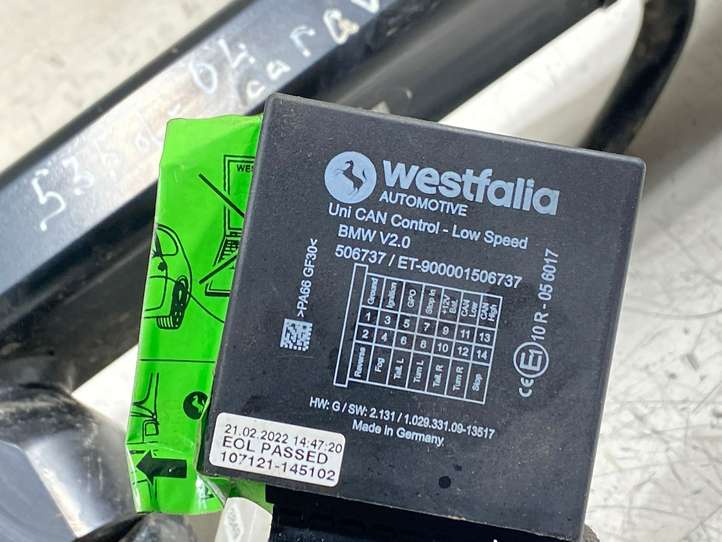 westfalia
AUTOMOTIVE
Uni CAN Control - Low Speed
BMW V2.0
506737 / ET-900001506737
>PA66 GF30<
Ground Ignition GPO Stop In +12V Bat. CAN Low CAN High
1 3 5 7 9 11 13
2 4 6 8 10 12 14
Reverse Fog Tail. L Turn L Tail. R Turn R Stop
CE E1 10 R - 05 6017
HW: G / SW: 2.131 / 1.029.331.09-13517
Made in Germany
21.02.2022 14:47:20
EOL PASSED
107121-145102